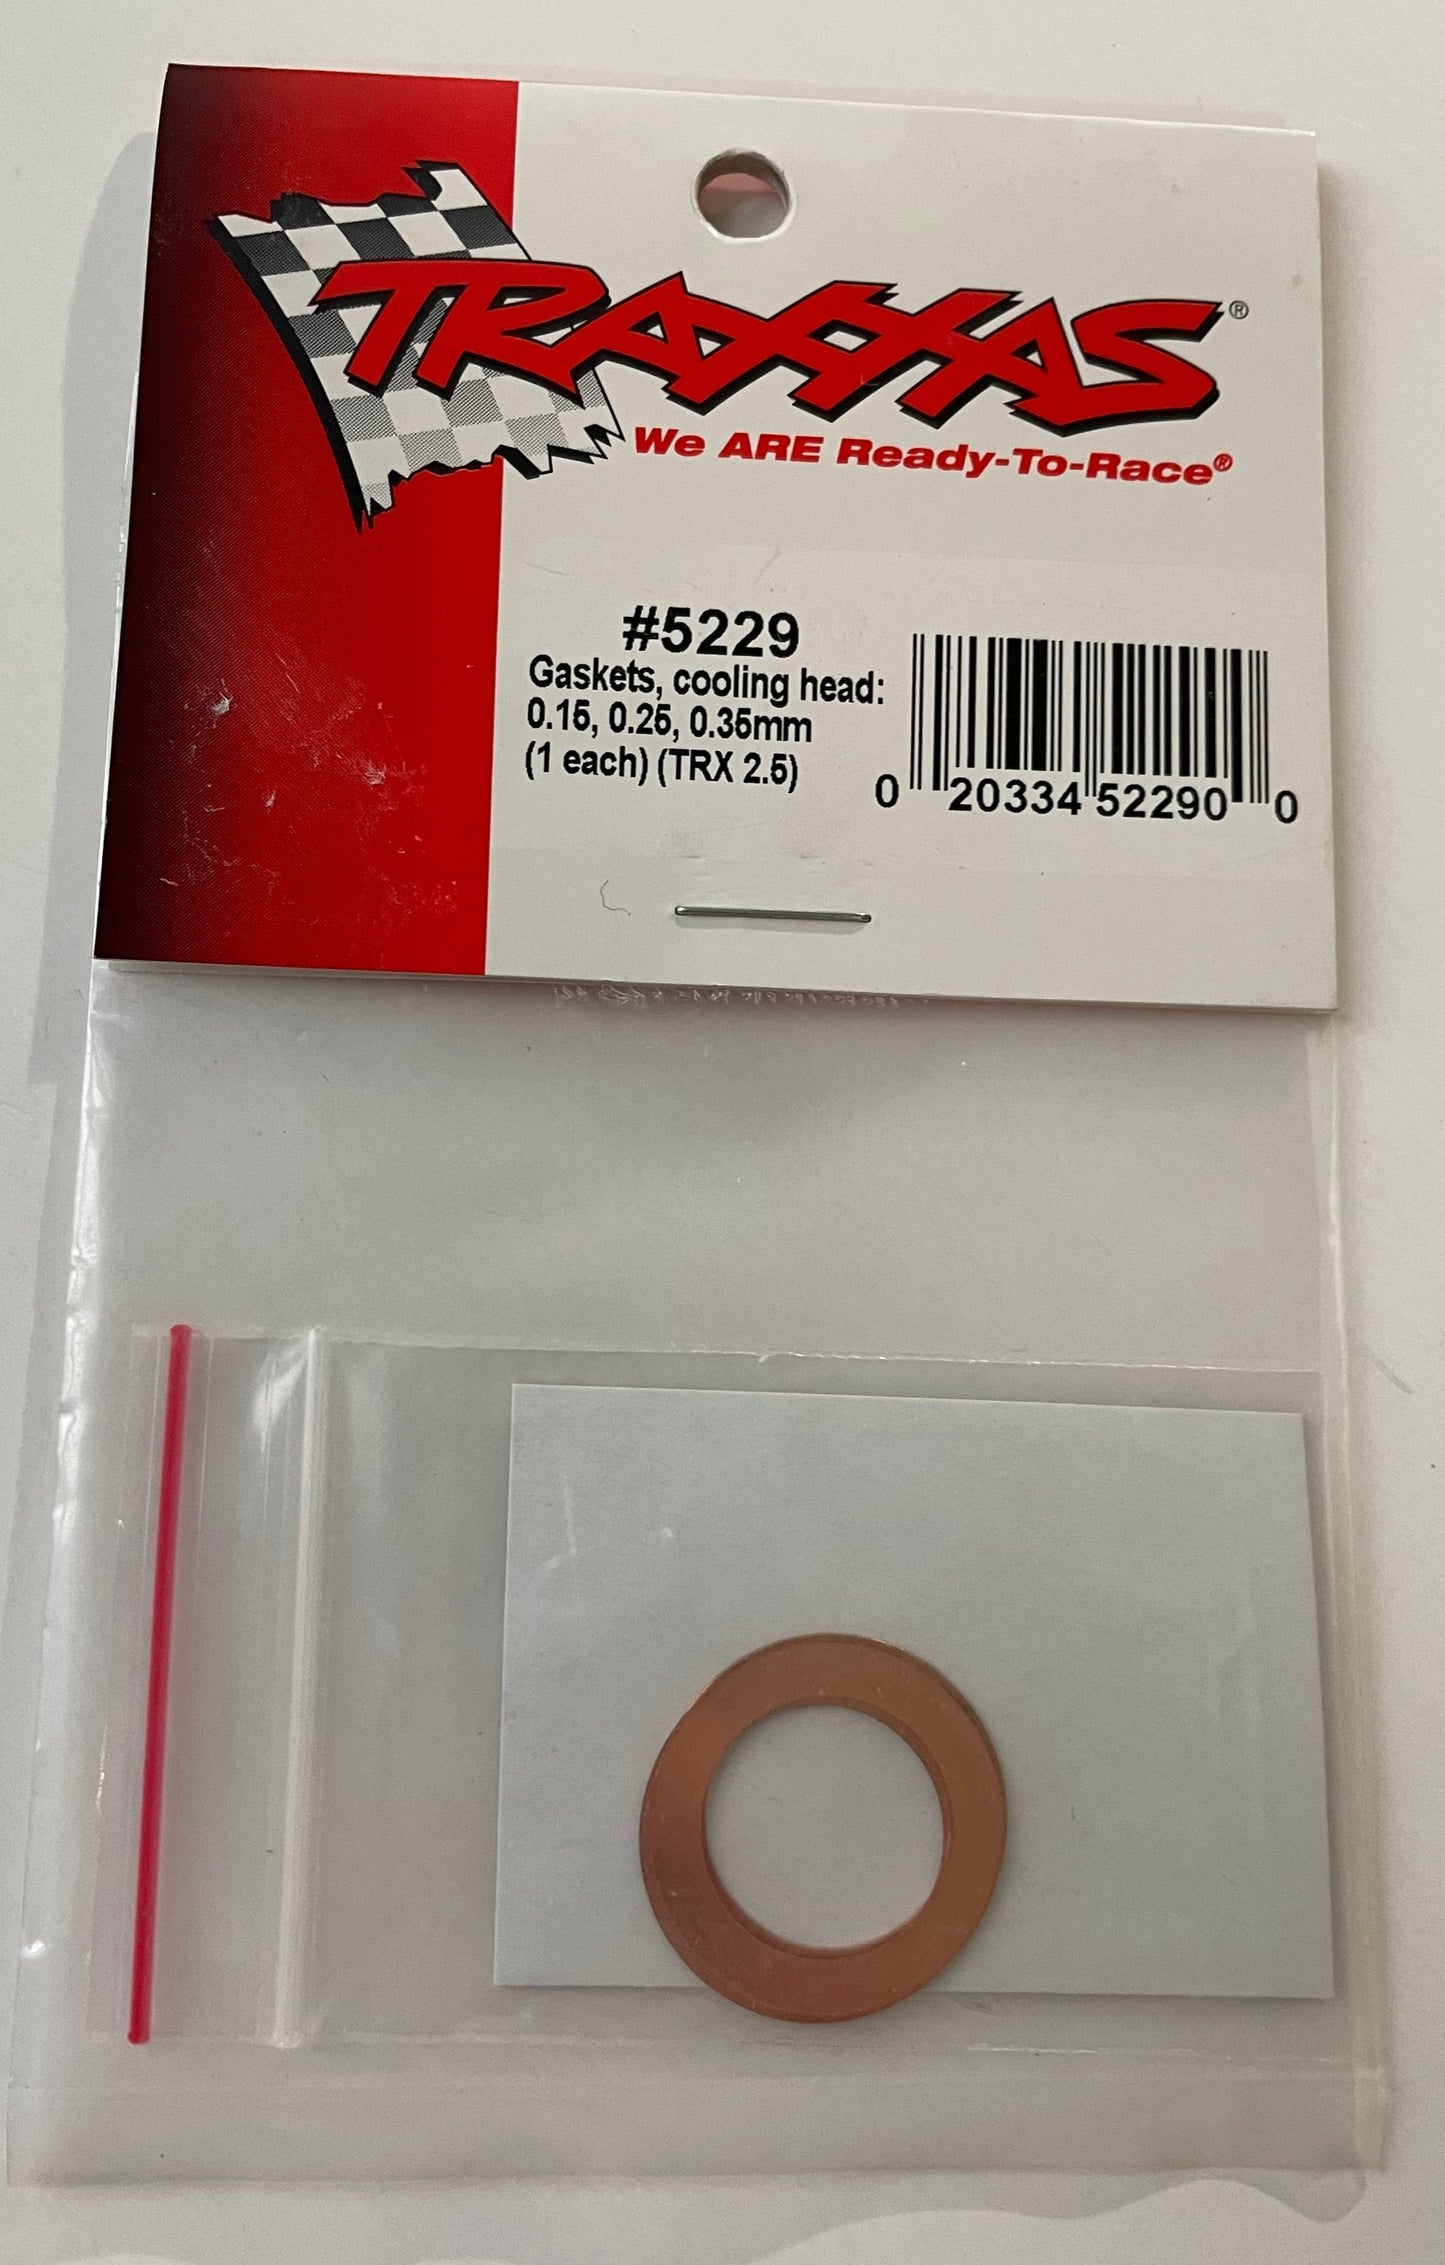 TRAXXAS®
We ARE Ready-To-Race®
#5229
Gaskets, cooling head:
0.15, 0.25, 0.35mm
(1 each) (TRX 2.5)
0 20334 52290 0